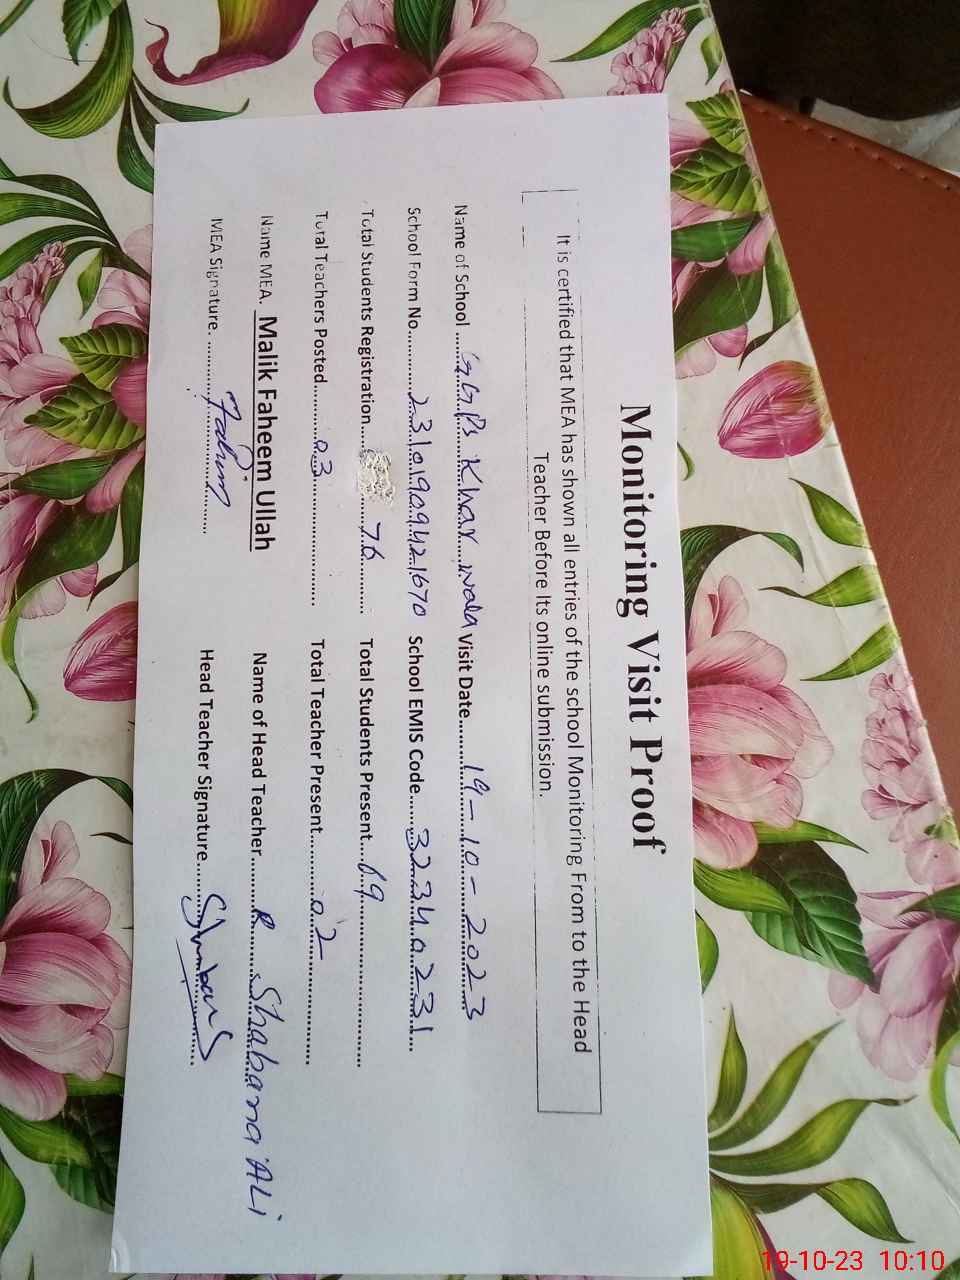 Monitoring Visit Proof
It is certified that MEA has shown all entries of the school Monitoring From to the Head
Teacher Before Its online submission.
Name of School ...GGPS Khar wala Visit Date...19-10-2023
School Form No...23101909421670 School EMIS Code...32340231
Total Students Registration...76 Total Students Present...69
Total Teachers Posted...03 Total Teacher Present...02
Name MEA. Malik Faheem Ullah Name of Head Teacher...R Shabana ALi
MEA Signature. ...Fahim Head Teacher Signature...
19-10-23 10:10